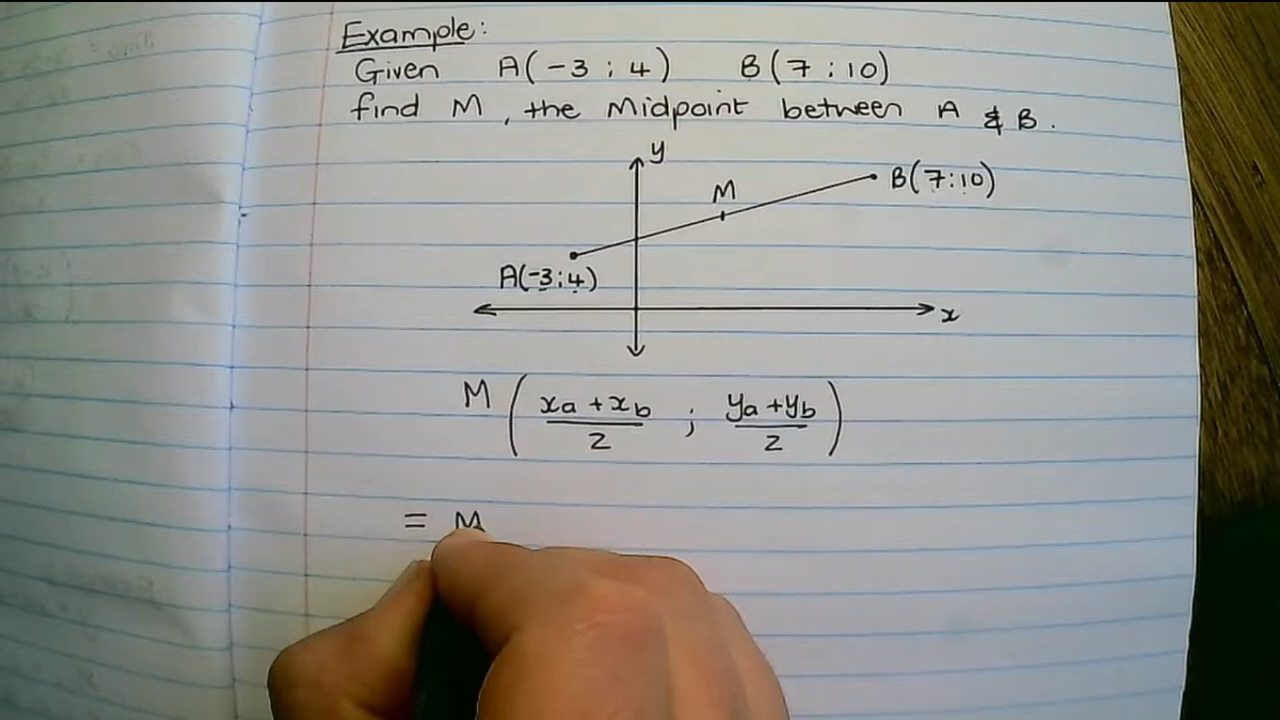 Example:
Given A(-3 ; 4) B(7 ; 10)
find M, the Midpoint between A & B.
y
M
B(7;10)
A(-3;4)
x
M ( xa + xb / 2 ; ya + yb / 2 )
= M